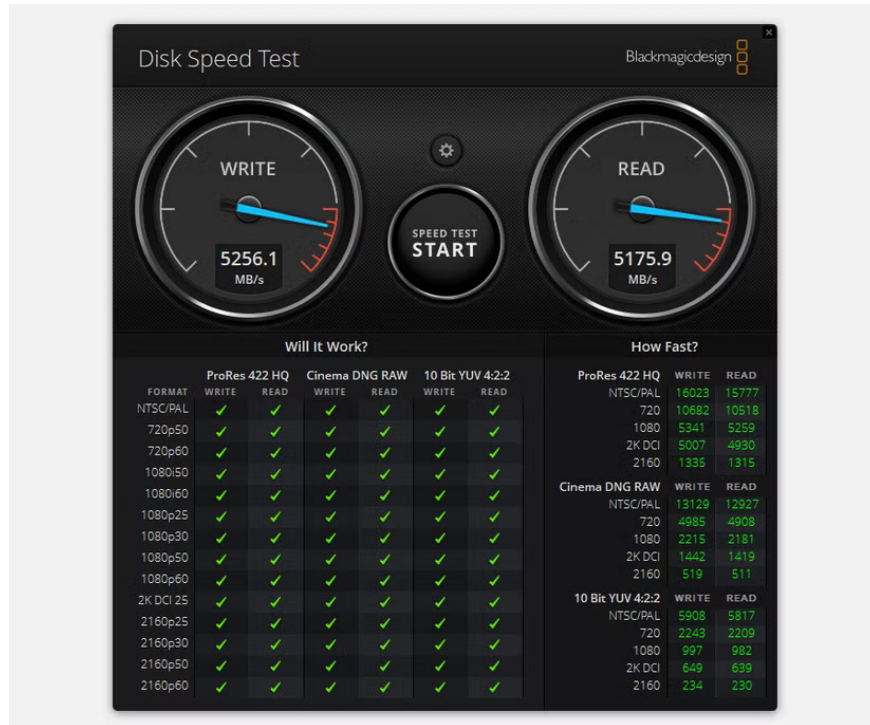 Disk Speed Test
Blackmagicdesign
WRITE
5256.1
MB/s
SPEED TEST
START
READ
5175.9
MB/s
Will It Work?
ProRes 422 HQ Cinema DNG RAW 10 Bit YUV 4:2:2
FORMAT WRITE READ WRITE READ WRITE READ
NTSC/PAL ✓ ✓ ✓ ✓ ✓ ✓
720p50 ✓ ✓ ✓ ✓ ✓ ✓
720p60 ✓ ✓ ✓ ✓ ✓ ✓
1080i50 ✓ ✓ ✓ ✓ ✓ ✓
1080i60 ✓ ✓ ✓ ✓ ✓ ✓
1080p25 ✓ ✓ ✓ ✓ ✓ ✓
1080p30 ✓ ✓ ✓ ✓ ✓ ✓
1080p50 ✓ ✓ ✓ ✓ ✓ ✓
1080p60 ✓ ✓ ✓ ✓ ✓ ✓
2K DCI 25 ✓ ✓ ✓ ✓ ✓ ✓
2160p25 ✓ ✓ ✓ ✓ ✓ ✓
2160p30 ✓ ✓ ✓ ✓ ✓ ✓
2160p50 ✓ ✓ ✓ ✓ ✓ ✓
2160p60 ✓ ✓ ✓ ✓ ✓ ✓
How Fast?
ProRes 422 HQ WRITE READ
NTSC/PAL 16023 15777
720 10682 10518
1080 5341 5259
2K DCI 5007 4930
2160 1335 1315
Cinema DNG RAW WRITE READ
NTSC/PAL 13129 12927
720 4985 4908
1080 2215 2181
2K DCI 1442 1419
2160 519 511
10 Bit YUV 4:2:2 WRITE READ
NTSC/PAL 5908 5817
720 2243 2209
1080 997 982
2K DCI 649 639
2160 234 230